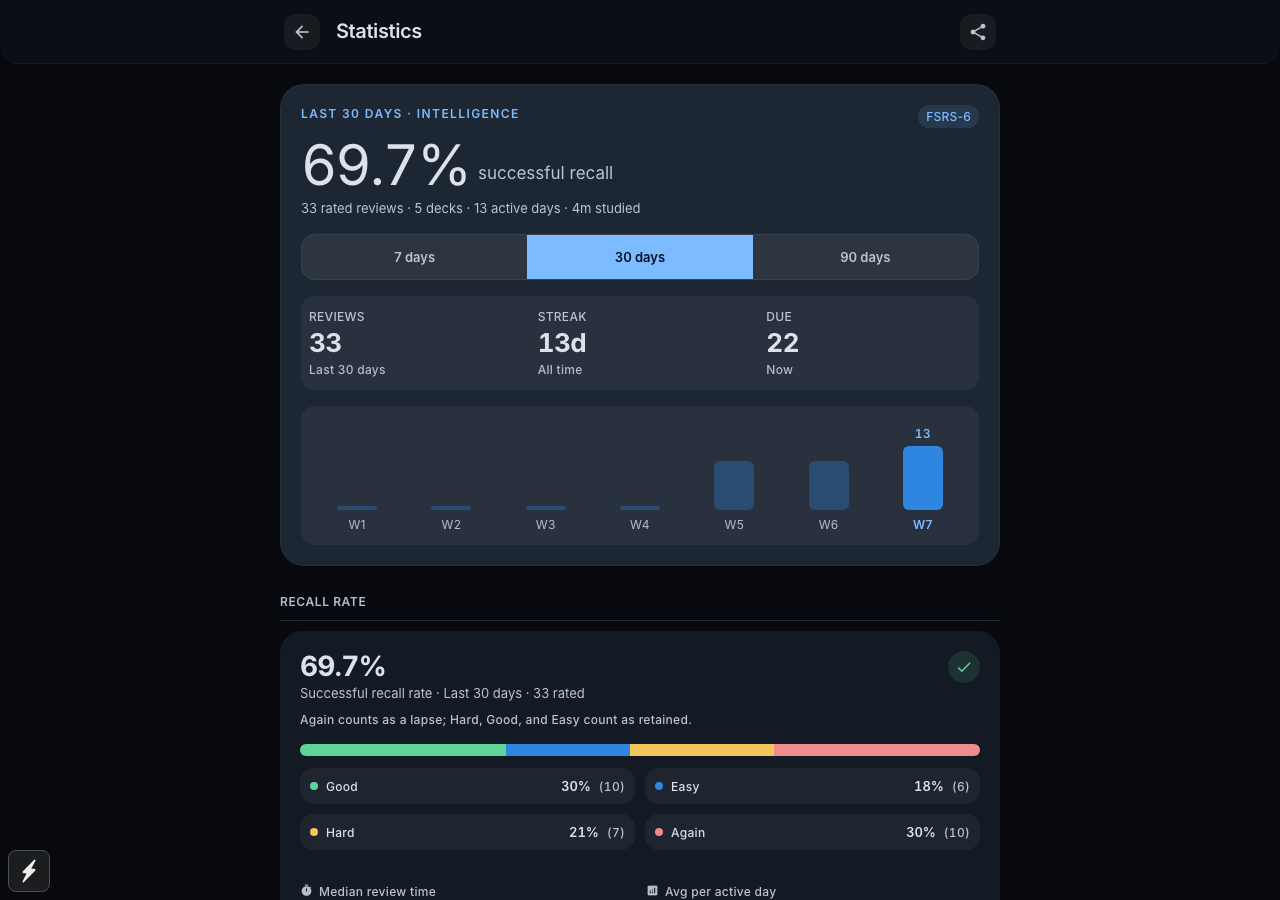 Statistics
LAST 30 DAYS · INTELLIGENCE
FSRS-6
69.7% successful recall
33 rated reviews · 5 decks · 13 active days · 4m studied
7 days
30 days
90 days
REVIEWS
33
Last 30 days
STREAK
13d
All time
DUE
22
Now
13
W1
W2
W3
W4
W5
W6
W7
RECALL RATE
69.7%
Successful recall rate · Last 30 days · 33 rated
Again counts as a lapse; Hard, Good, and Easy count as retained.
Good 30% (10)
Easy 18% (6)
Hard 21% (7)
Again 30% (10)
Median review time
Avg per active day